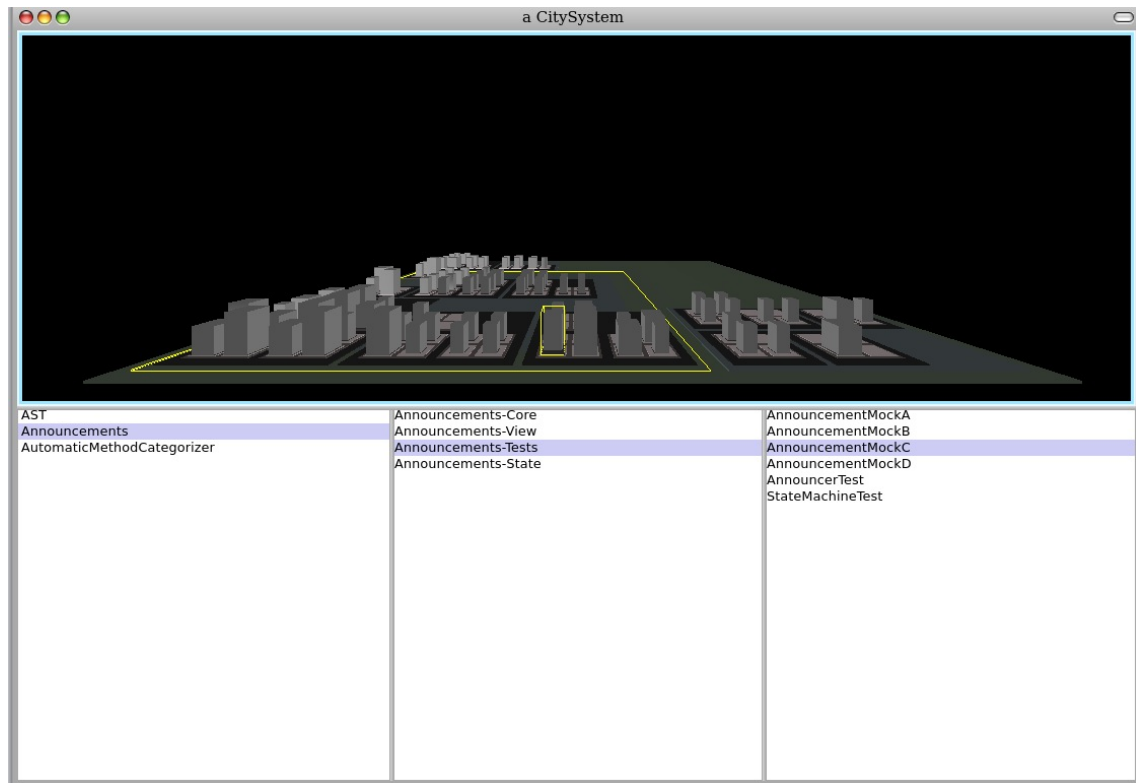 a CitySystem
AST
Announcements
AutomaticMethodCategorizer
Announcements-Core
Announcements-View
Announcements-Tests
Announcements-State
AnnouncementMockA
AnnouncementMockB
AnnouncementMockC
AnnouncementMockD
AnnouncerTest
StateMachineTest